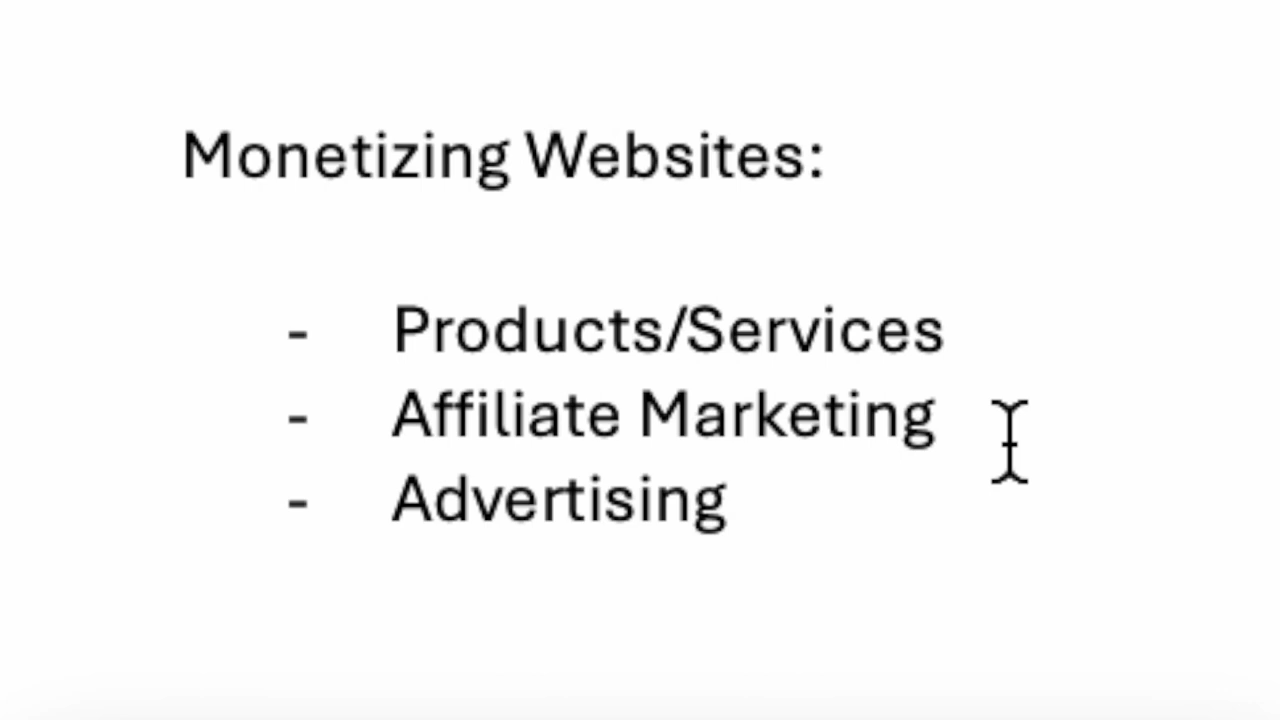 Monetizing Websites:
- Products/Services
- Affiliate Marketing
- Advertising